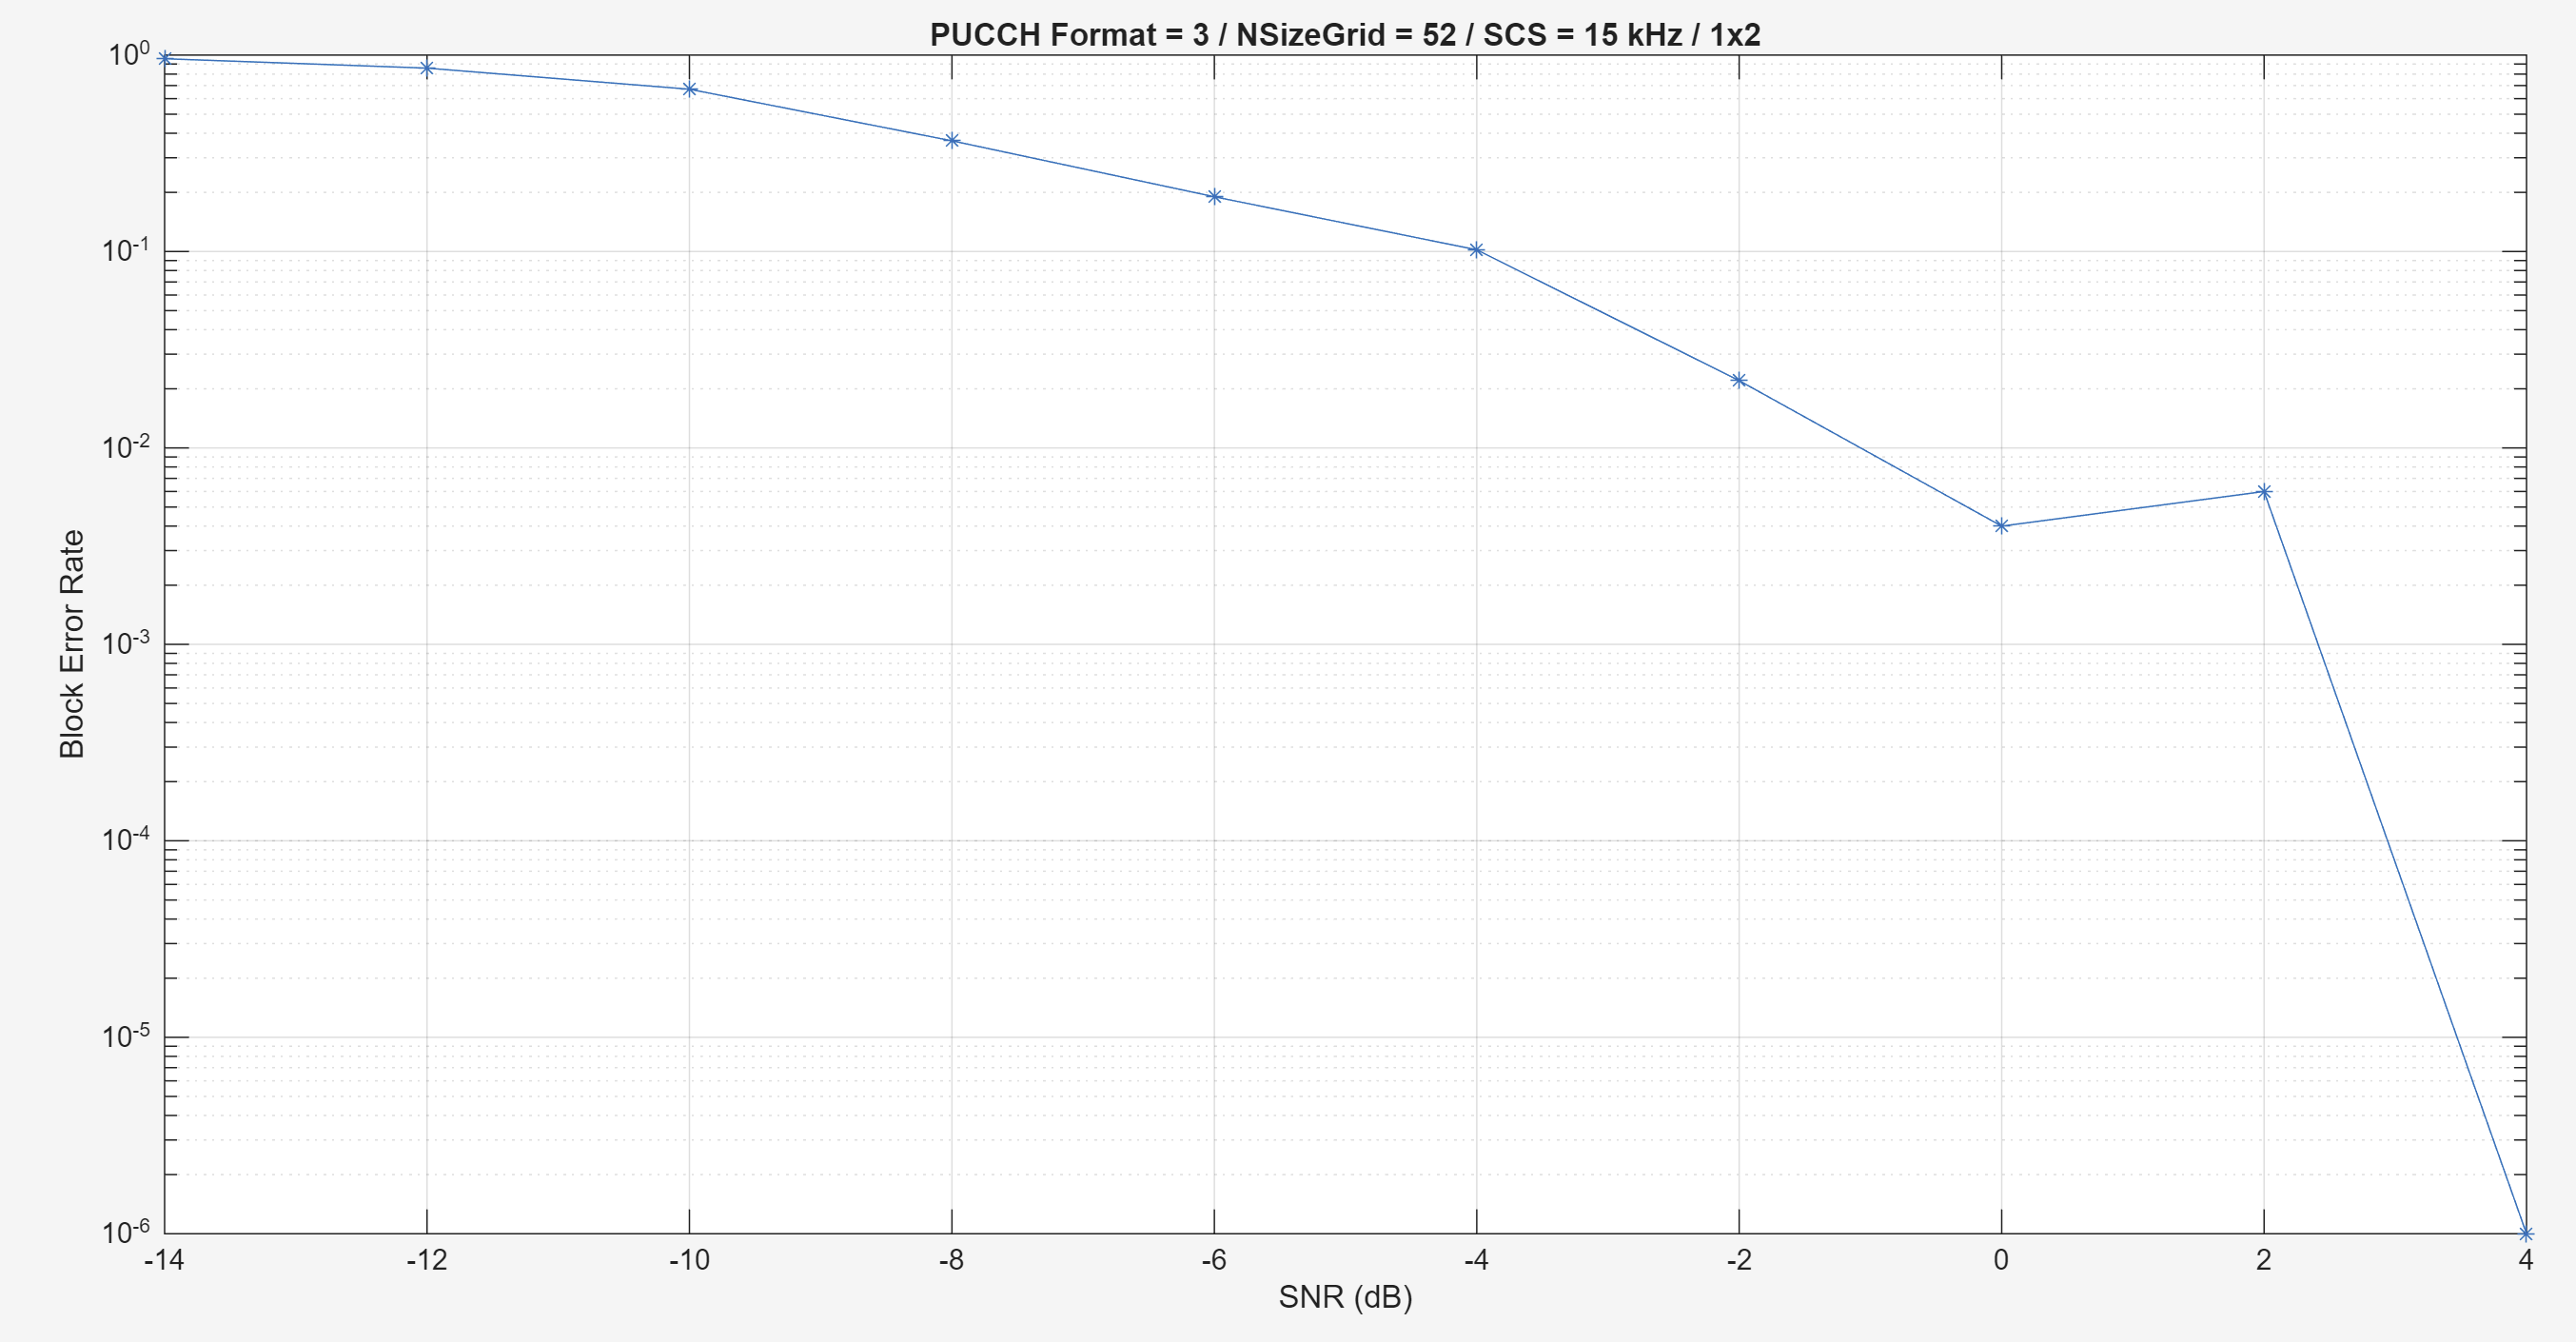 PUCCH Format = 3 / NSizeGrid = 52 / SCS = 15 kHz / 1x2
10^0
10^-1
10^-2
10^-3
10^-4
10^-5
10^-6
Block Error Rate
-14 -12 -10 -8 -6 -4 -2 0 2 4
SNR (dB)